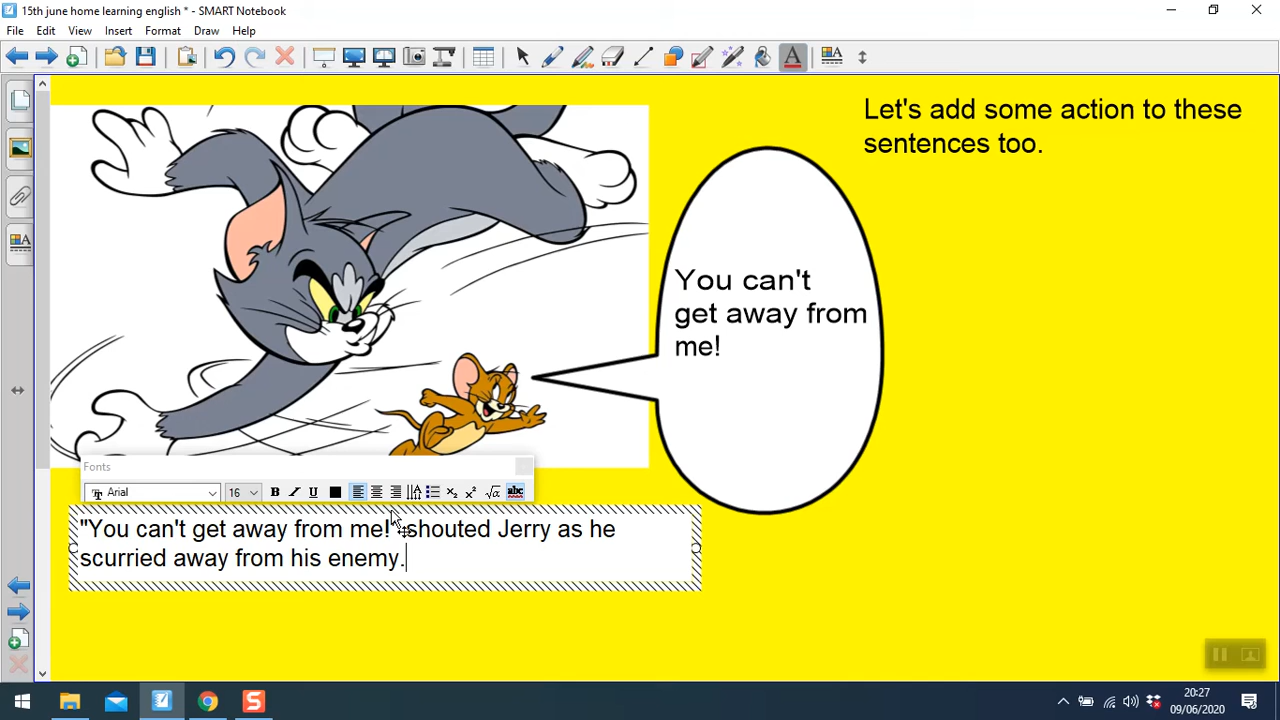 15th june home learning english * - SMART Notebook
File Edit View Insert Format Draw Help
Let's add some action to these
sentences too.
You can't
get away from
me!
Fonts
Arial 16 B I U
abc
"You can't get away from me!" shouted Jerry as he
scurried away from his enemy.
20:27
09/06/2020